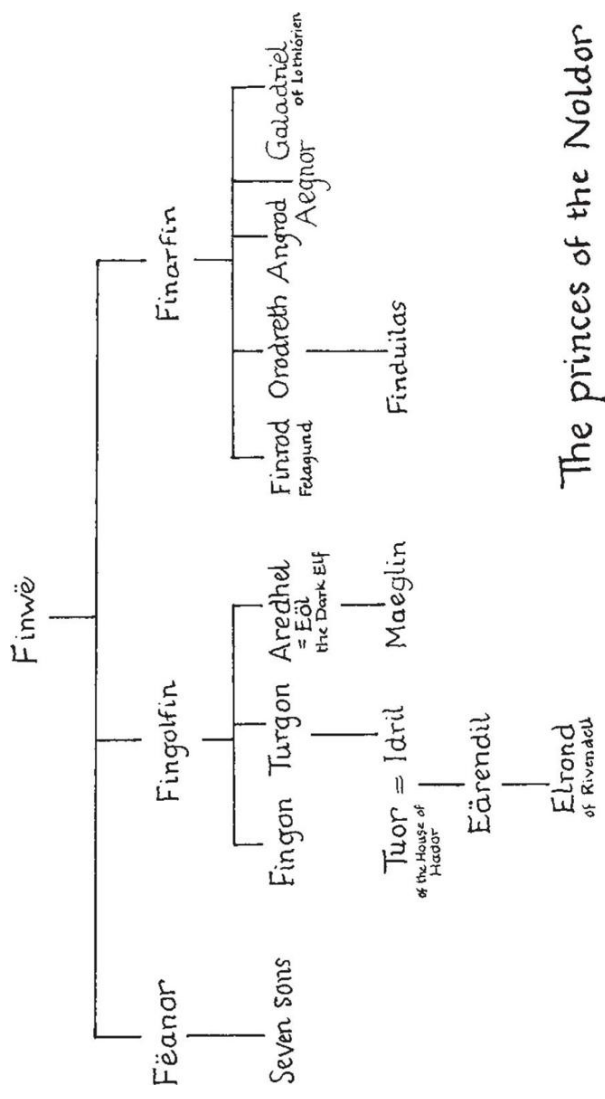 Finwë
Fëanor Fingolfin Finarfin
Seven sons Fingon Turgon Aredhel Finrod Orodreth Angrod Galadriel
= Eöl Felagund Aegnor of Lothlórien
the Dark Elf
Tuor = Idril Maeglin Finduilas
of the House of
Hador
Eärendil
Elrond
of Rivendell
The princes of the Noldor